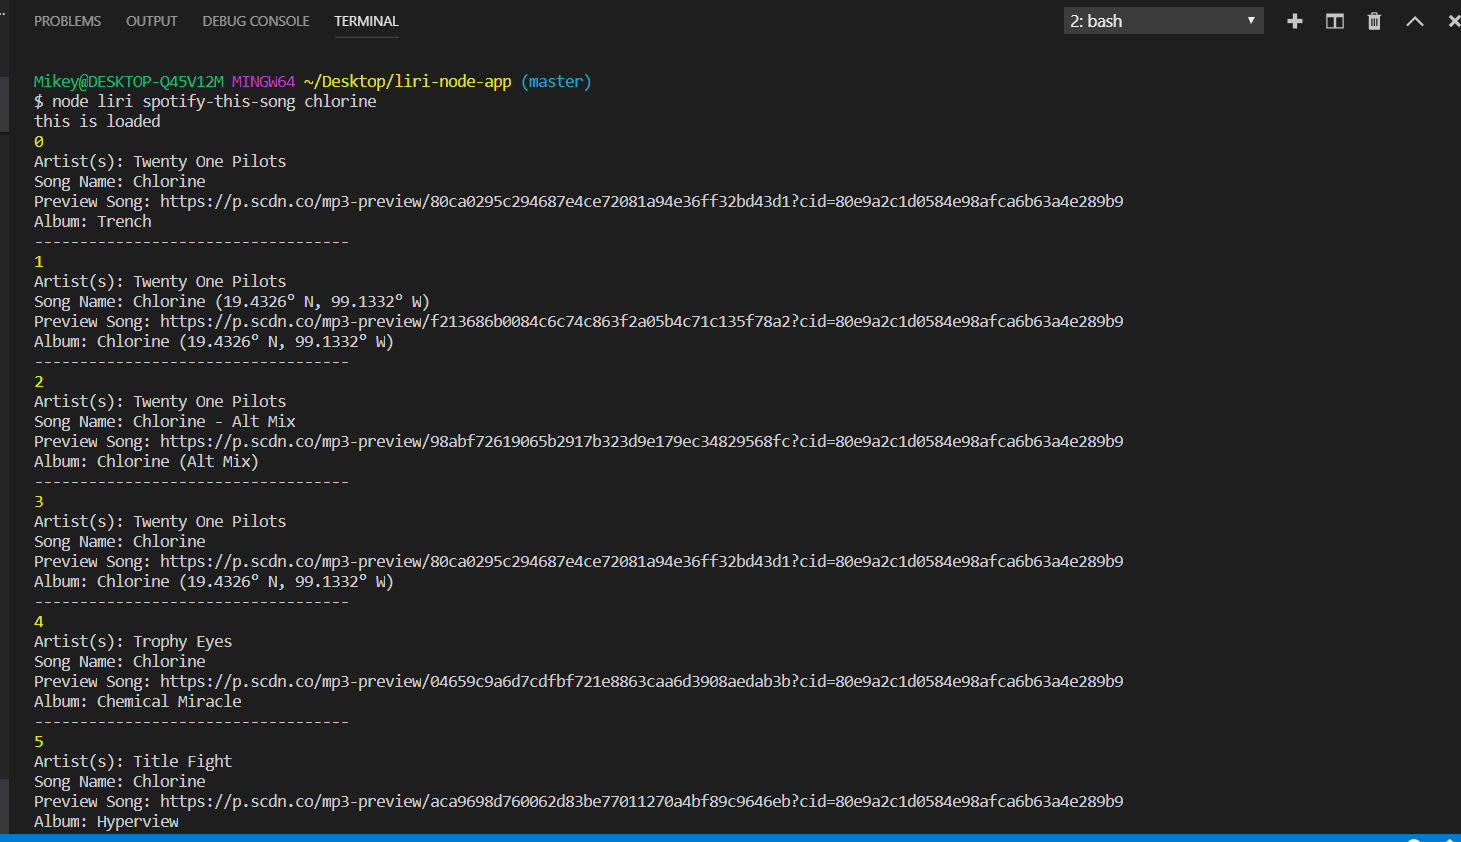 PROBLEMS OUTPUT DEBUG CONSOLE TERMINAL 2: bash
Mikey@DESKTOP-Q45V12M MINGW64 ~/Desktop/liri-node-app (master)
$ node liri spotify-this-song chlorine
this is loaded
0
Artist(s): Twenty One Pilots
Song Name: Chlorine
Preview Song: https://p.scdn.co/mp3-preview/80ca0295c294687e4ce72081a94e36ff32bd43d1?cid=80e9a2c1d0584e98afca6b63a4e289b9
Album: Trench
-----------------------------------
1
Artist(s): Twenty One Pilots
Song Name: Chlorine (19.4326º N, 99.1332º W)
Preview Song: https://p.scdn.co/mp3-preview/f213686b0084c6c74c863f2a05b4c71c135f78a2?cid=80e9a2c1d0584e98afca6b63a4e289b9
Album: Chlorine (19.4326º N, 99.1332º W)
-----------------------------------
2
Artist(s): Twenty One Pilots
Song Name: Chlorine - Alt Mix
Preview Song: https://p.scdn.co/mp3-preview/98abf72619065b2917b323d9e179ec34829568fc?cid=80e9a2c1d0584e98afca6b63a4e289b9
Album: Chlorine (Alt Mix)
-----------------------------------
3
Artist(s): Twenty One Pilots
Song Name: Chlorine
Preview Song: https://p.scdn.co/mp3-preview/80ca0295c294687e4ce72081a94e36ff32bd43d1?cid=80e9a2c1d0584e98afca6b63a4e289b9
Album: Chlorine (19.4326º N, 99.1332º W)
-----------------------------------
4
Artist(s): Trophy Eyes
Song Name: Chlorine
Preview Song: https://p.scdn.co/mp3-preview/04659c9a6d7cdfbf721e8863caa6d3908aedab3b?cid=80e9a2c1d0584e98afca6b63a4e289b9
Album: Chemical Miracle
-----------------------------------
5
Artist(s): Title Fight
Song Name: Chlorine
Preview Song: https://p.scdn.co/mp3-preview/aca9698d760062d83be77011270a4bf89c9646eb?cid=80e9a2c1d0584e98afca6b63a4e289b9
Album: Hyperview